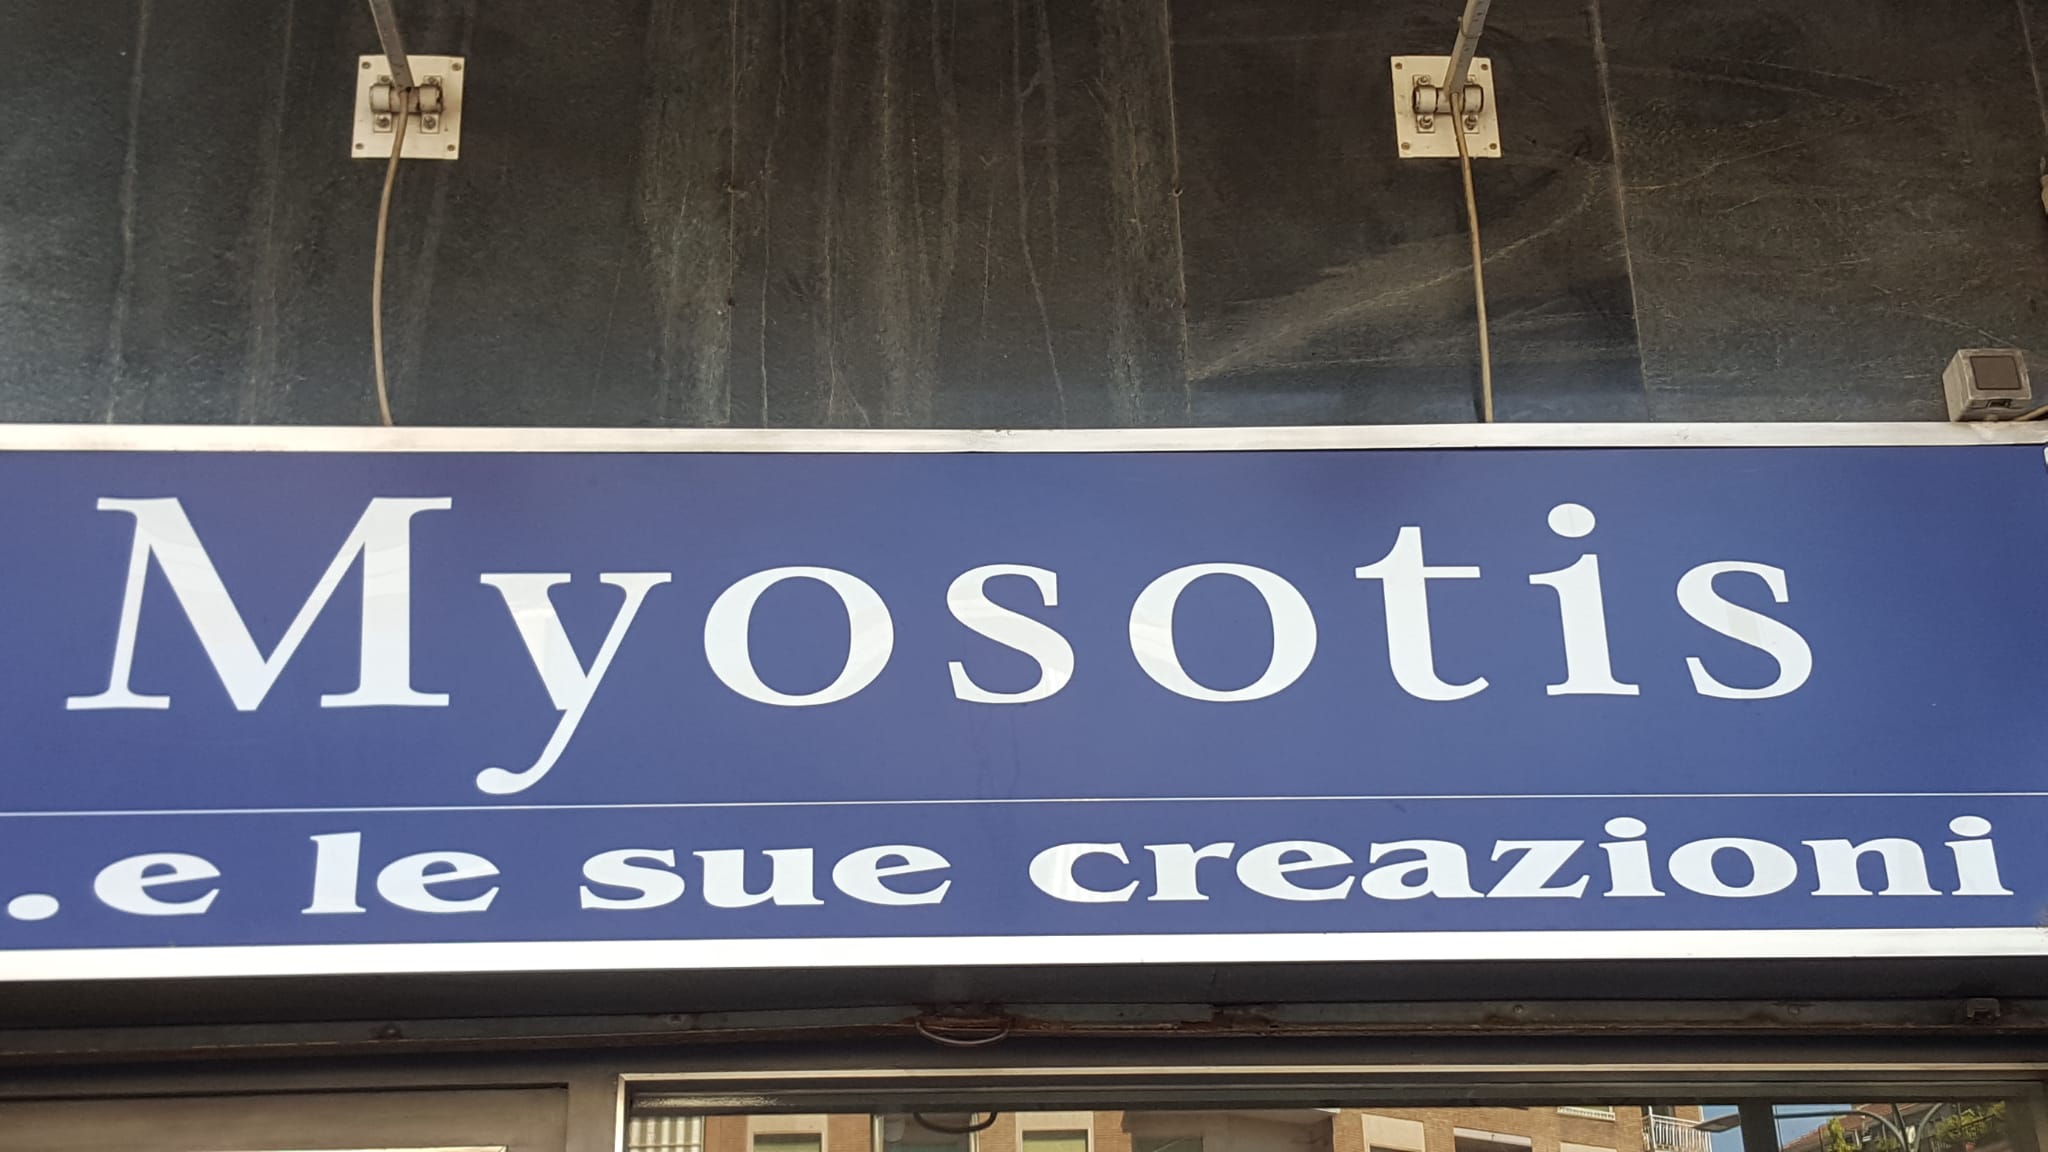 Myosotis
..e le sue creazioni